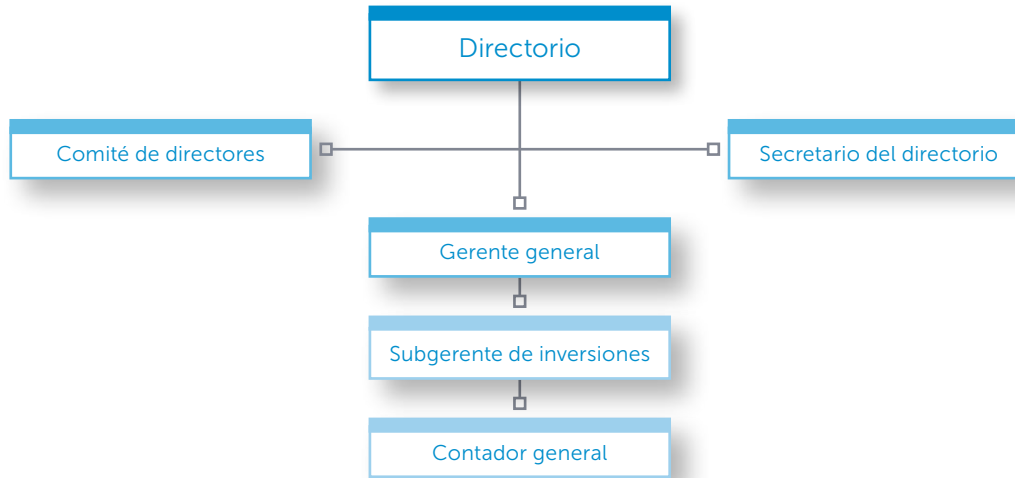 Directorio
Comité de directores
Secretario del directorio
Gerente general
Subgerente de inversiones
Contador general